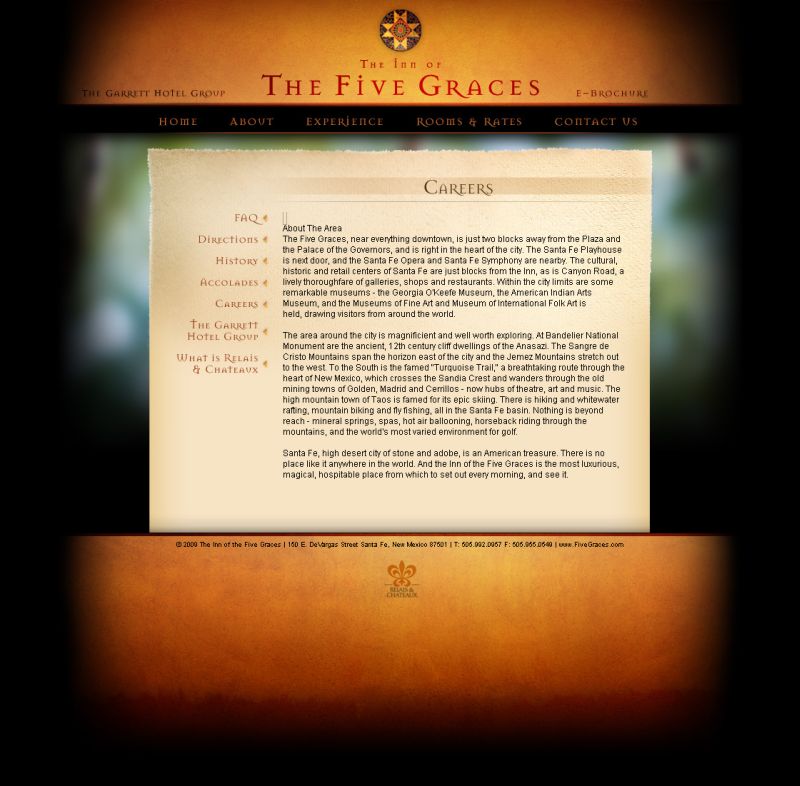 The Inn of
The Five Graces
The Garrett Hotel Group
E-Brochure
Home About Experience Rooms & Rates Contact Us
Careers
FAQ
Directions
History
Accolades
Careers
The Garrett
Hotel Group
What is Relais
& Chateaux
About The Area
The Five Graces, near everything downtown, is just two blocks away from the Plaza and
the Palace of the Governors, and is right in the heart of the city. The Santa Fe Playhouse
is next door, and the Santa Fe Opera and Santa Fe Symphony are nearby. The cultural,
historic and retail centers of Santa Fe are just blocks from the Inn, as is Canyon Road, a
lively thoroughfare of galleries, shops and restaurants. Within the city limits are some
remarkable museums - the Georgia O'Keefe Museum, the American Indian Arts
Museum, and the Museums of Fine Art and Museum of International Folk Art is
held, drawing visitors from around the world.
The area around the city is magnificient and well worth exploring. At Bandelier National
Monument are the ancient, 12th century cliff dwellings of the Anasazi. The Sangre de
Cristo Mountains span the horizon east of the city and the Jemez Mountains stretch out
to the west. To the South is the famed "Turquoise Trail," a breathtaking route through the
heart of New Mexico, which crosses the Sandia Crest and wanders through the old
mining towns of Golden, Madrid and Cerrillos - now hubs of theatre, art and music. The
high mountain town of Taos is famed for its epic skiing. There is hiking and whitewater
rafting, mountain biking and fly fishing, all in the Santa Fe basin. Nothing is beyond
reach - mineral springs, spas, hot air ballooning, horseback riding through the
mountains, and the world's most varied environment for golf.
Santa Fe, high desert city of stone and adobe, is an American treasure. There is no
place like it anywhere in the world. And the Inn of the Five Graces is the most luxurious,
magical, hospitable place from which to set out every morning, and see it.
© 2009 The Inn of the Five Graces | 150 E. DeVargas Street Santa Fe, New Mexico 87501 | T: 505.992.0957 F: 505.955.0549 | www.FiveGraces.com
RELAIS &
CHATEAUX